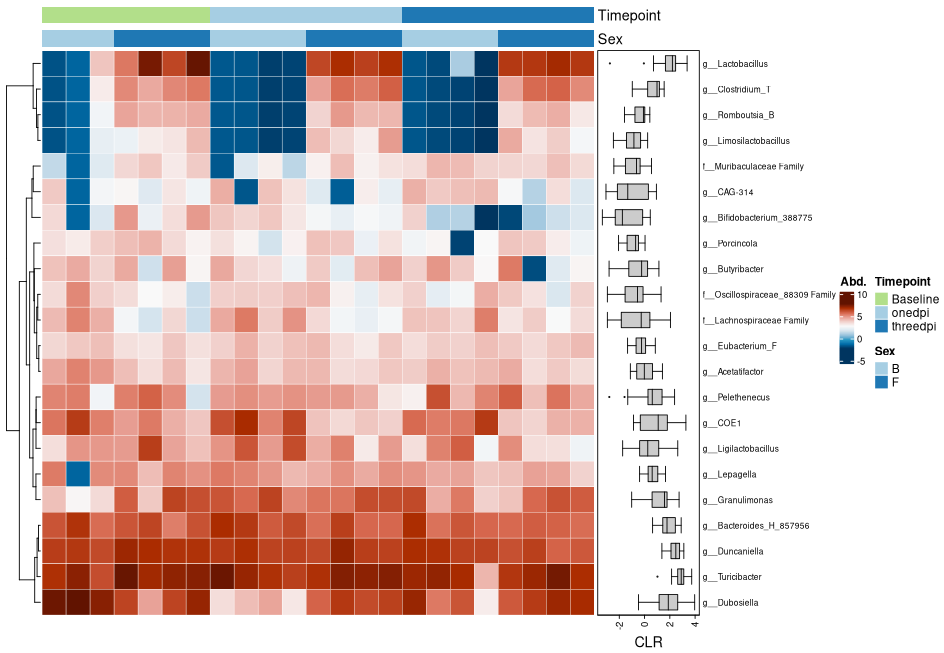 Timepoint
Sex
g__Lactobacillus
g__Clostridium_T
g__Romboutsia_B
g__Limosilactobacillus
f__Muribaculaceae Family
g__CAG-314
g__Bifidobacterium_388775
g__Porcincola
g__Butyribacter
f__Oscillospiraceae_88309 Family
f__Lachnospiraceae Family
g__Eubacterium_F
g__Acetatifactor
g__Pelethenecus
g__COE1
g__Ligilactobacillus
g__Lepagella
g__Granulimonas
g__Bacteroides_H_857956
g__Duncaniella
g__Turicibacter
g__Dubosiella
-2 0 2 4
CLR
Abd.
10
5
0
-5
Timepoint
Baseline
onedpi
threedpi
Sex
B
F